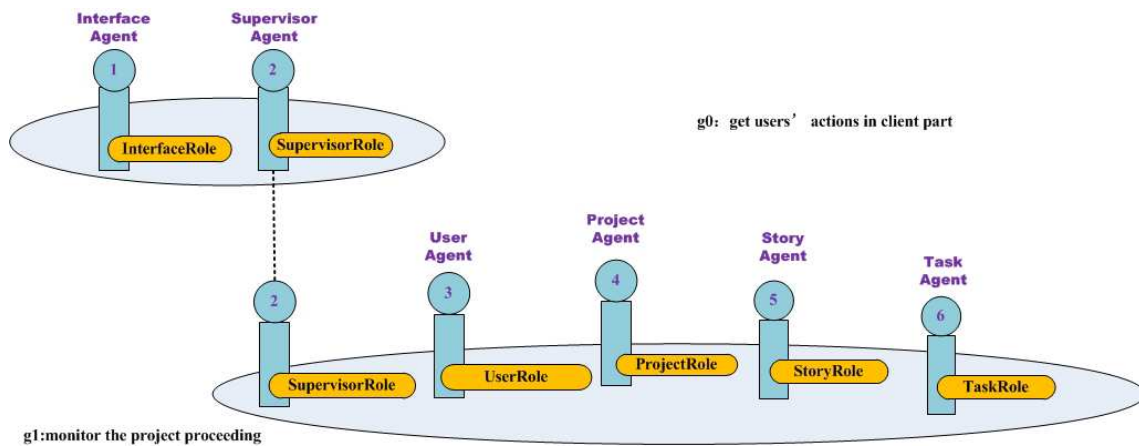 Interface
Agent
Supervisor
Agent
1
2
InterfaceRole
SupervisorRole
g0: get users’ actions in client part
User
Agent
Project
Agent
Story
Agent
Task
Agent
2
3
4
5
6
SupervisorRole
UserRole
ProjectRole
StoryRole
TaskRole
g1:monitor the project proceeding